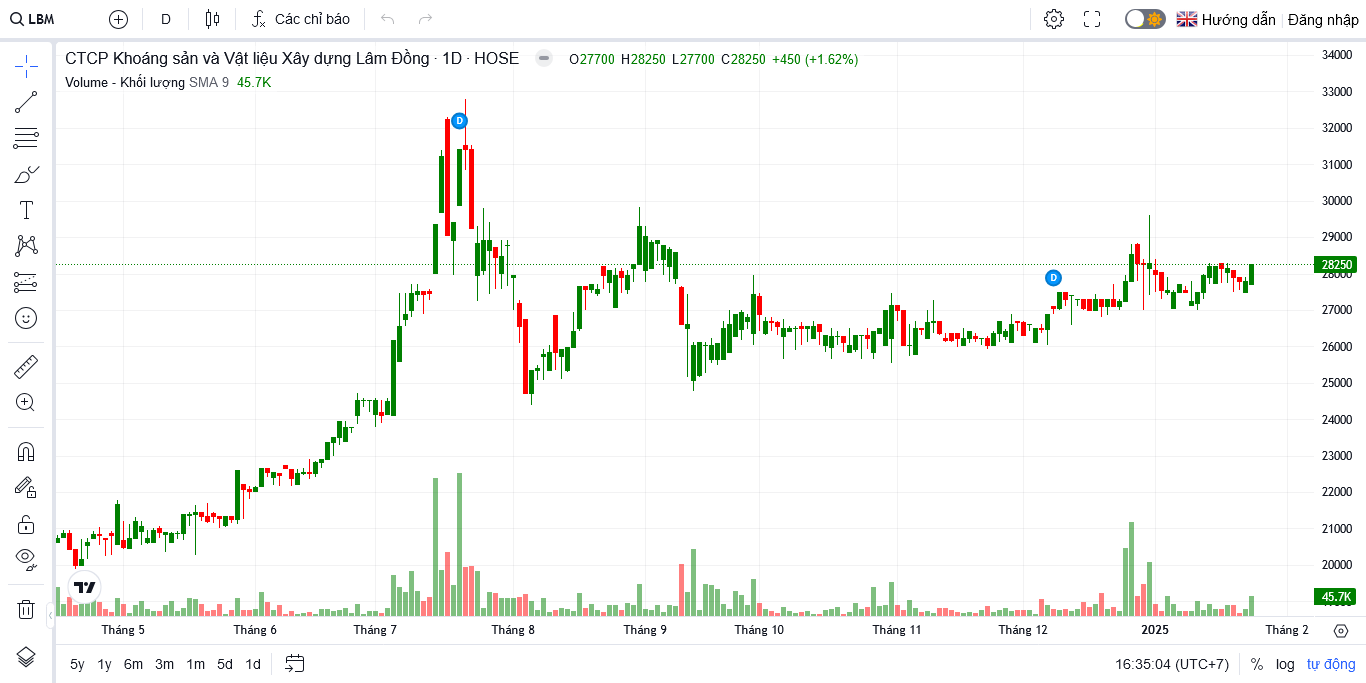 LBM D Các chỉ báo Hướng dẫn Đăng nhập
CTCP Khoáng sản và Vật liệu Xây dựng Lâm Đồng · 1D · HOSE O27700 H28250 L27700 C28250 +450 (+1.62%)
Volume - Khối lượng SMA 9 45.7K
34000
33000
32000
31000
30000
29000
28250
28000
27000
26000
25000
24000
23000
22000
21000
20000
45.7K
D
D
Tháng 5 Tháng 6 Tháng 7 Tháng 8 Tháng 9 Tháng 10 Tháng 11 Tháng 12 2025 Tháng 2
5y 1y 6m 3m 1m 5d 1d 16:35:04 (UTC+7) % log tự động